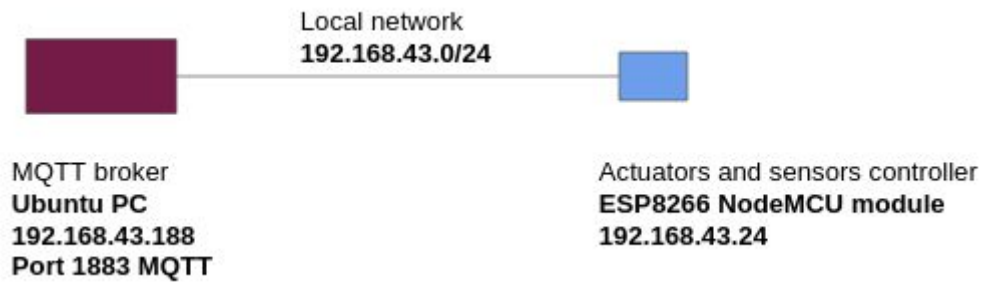 Local network
192.168.43.0/24
MQTT broker
Ubuntu PC
192.168.43.188
Port 1883 MQTT
Actuators and sensors controller
ESP8266 NodeMCU module
192.168.43.24